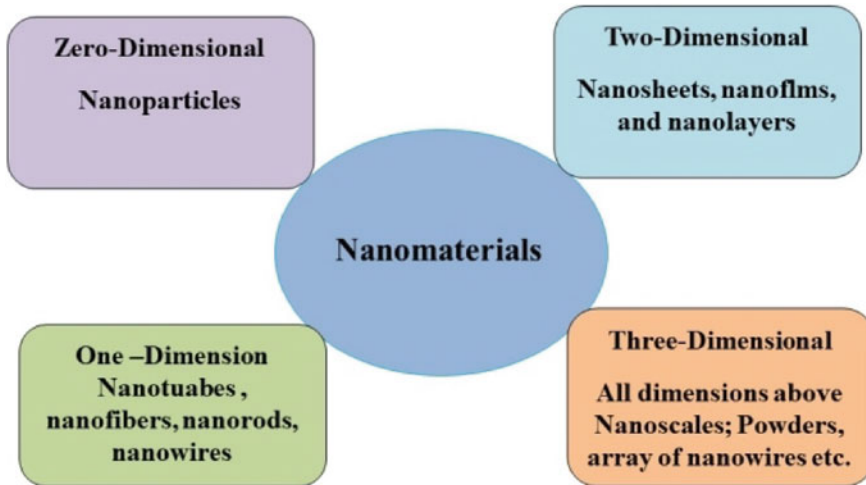 Zero-Dimensional
Nanoparticles
Two-Dimensional
Nanosheets, nanoflms,
and nanolayers
Nanomaterials
One –Dimension
Nanotuabes ,
nanofibers, nanorods,
nanowires
Three-Dimensional
All dimensions above
Nanoscales; Powders,
array of nanowires etc.